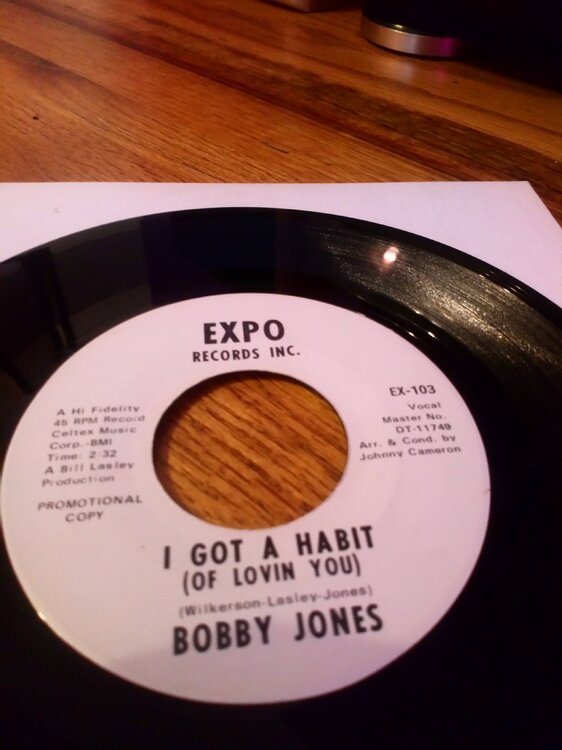 EXPO
RECORDS INC.
A Hi Fidelity
45 RPM Record
Celtex Music
Corp.-BMI
Time: 2:32
A Bill Lasley
Production
PROMOTIONAL
COPY
EX-103
Vocal
Master No.
DT-11749
Arr. & Cond. by
Johnny Cameron
I GOT A HABIT
(OF LOVIN YOU)
(Wilkerson-Lasley-Jones)
BOBBY JONES